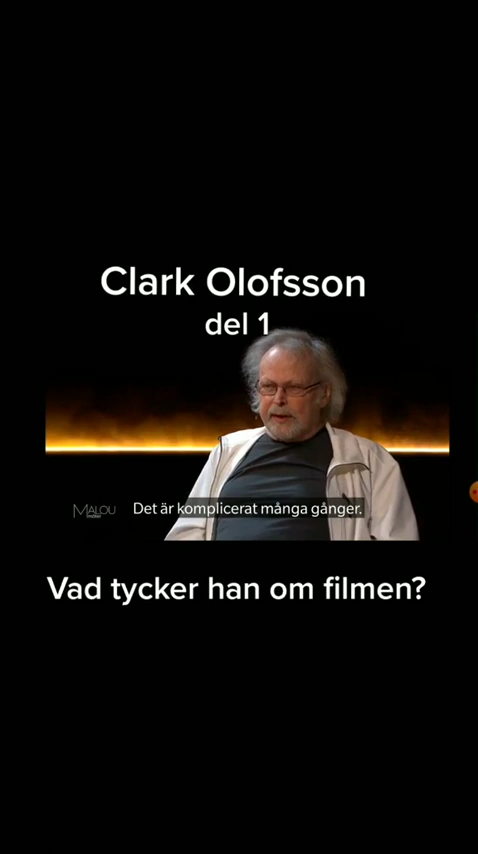 Clark Olofsson
del 1
MALOU
Det är komplicerat många gånger.
Vad tycker han om filmen?